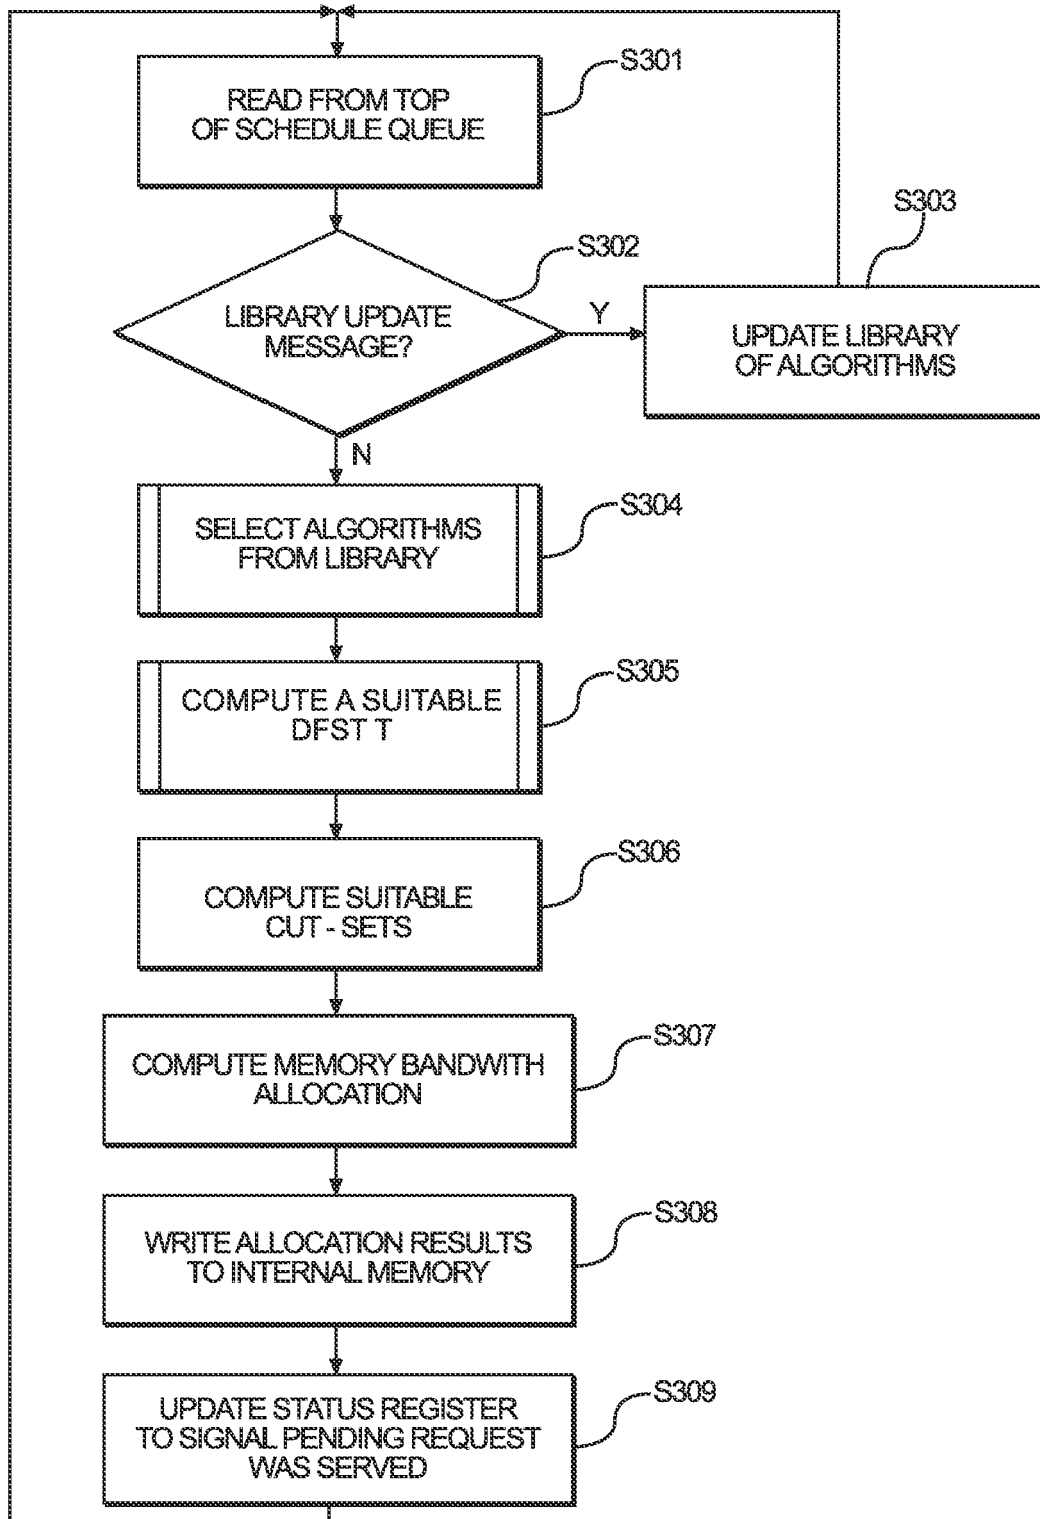 S301
READ FROM TOP
OF SCHEDULE QUEUE
S302
LIBRARY UPDATE
MESSAGE?
Y
S303
UPDATE LIBRARY
OF ALGORITHMS
N
S304
SELECT ALGORITHMS
FROM LIBRARY
S305
COMPUTE A SUITABLE
DFST T
S306
COMPUTE SUITABLE
CUT - SETS
S307
COMPUTE MEMORY BANDWITH
ALLOCATION
S308
WRITE ALLOCATION RESULTS
TO INTERNAL MEMORY
S309
UPDATE STATUS REGISTER
TO SIGNAL PENDING REQUEST
WAS SERVED